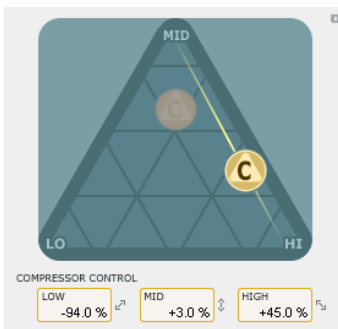 MID
C
C
LO
HI
COMPRESSOR CONTROL
LOW
-94.0 %
MID
+3.0 %
HIGH
+45.0 %